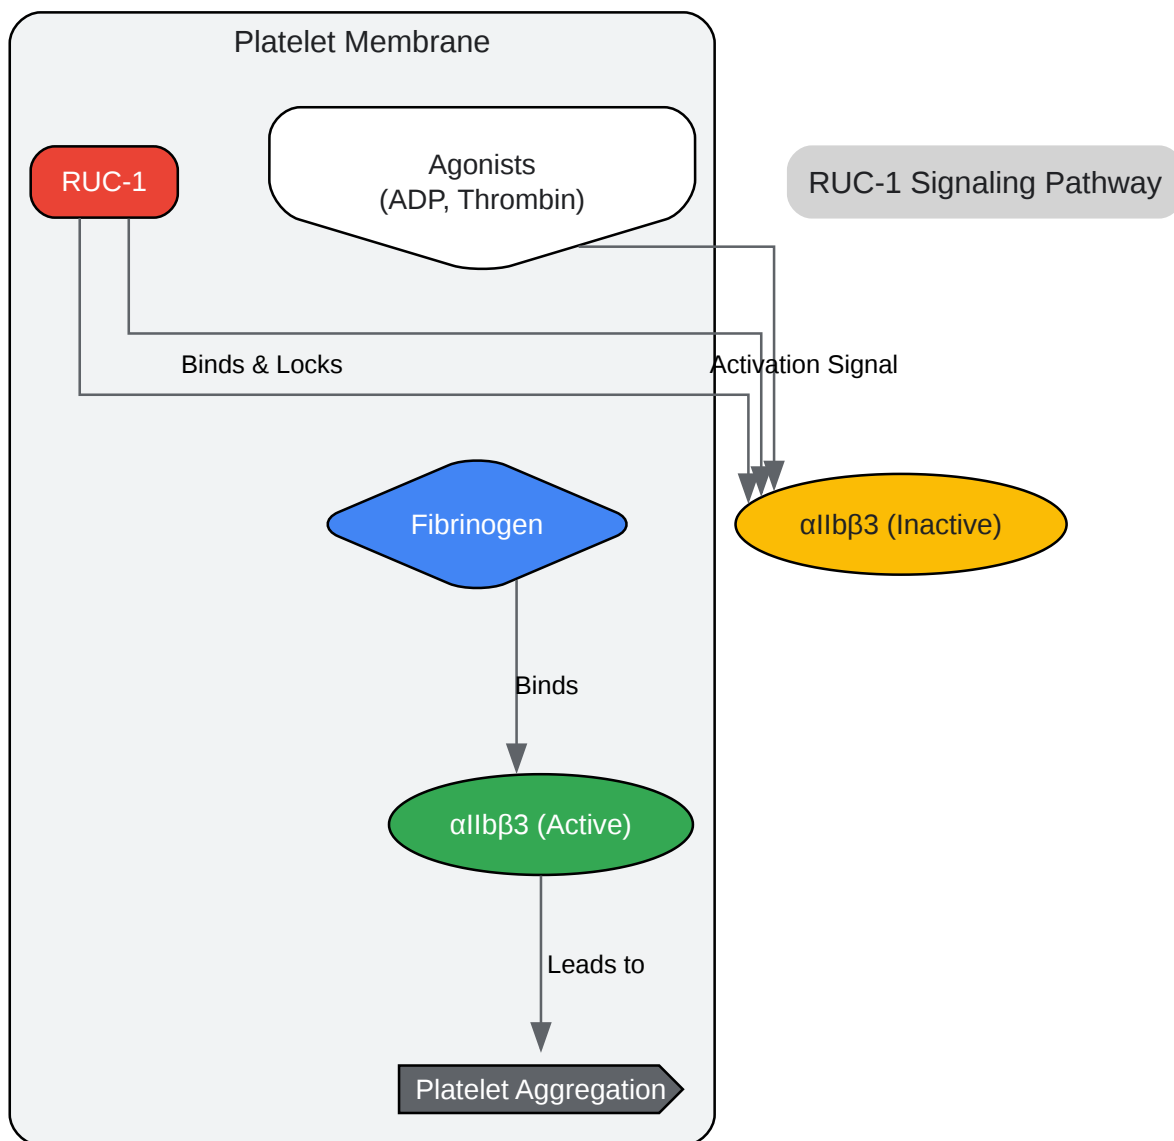 Platelet Membrane
Agonists
(ADP, Thrombin)
RUC-1
RUC-1 Signaling Pathway
Binds & Locks
Activation Signal
Fibrinogen
αIIbβ3 (Inactive)
Binds
αIIbβ3 (Active)
Leads to
Platelet Aggregation